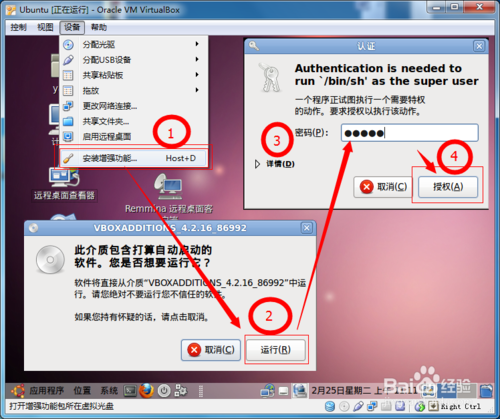 Ubuntu [正在运行] - Oracle VM VirtualBox
控制 视图 设备 帮助
分配光驱
分配USB设备
共享粘贴板
拖放
更改网络连接...
共享文件夹...
启用远程桌面
安装增强功能... Host+D
1
远程桌面查看器
Remmina 远程桌面客
认证
Authentication is needed to
run `/bin/sh' as the super user
一个程序正试图执行一个需要特权
的动作。要求授权以执行该动作。
密码(P):
3
详情(D)
4
取消(C)
授权(A)
VBOXADDITIONS_4.2.16_86992
此介质包含打算自动启动的
软件。您是否想要运行它?
软件将直接从介质“VBOXADDITIONS_4.2.16_86992”中运
行。请您绝对不要运行您不信任的软件。
如果您持有怀疑的话,请点击取消。
2
取消(C)
运行(R)
应用程序 位置 系统
2月25日星期二
Baidu 经验
打开增强功能包所在虚拟光盘
Right Ctrl